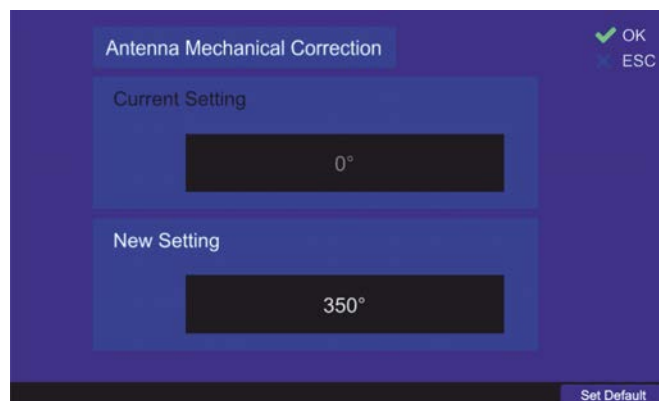 Antenna Mechanical Correction
OK
ESC
Current Setting
0°
New Setting
350°
Set Default